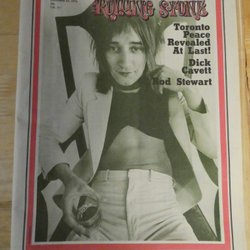 ROLLING STONE
Toronto
Peace
Revealed
At Last!
Dick
Cavett
Rod Stewart